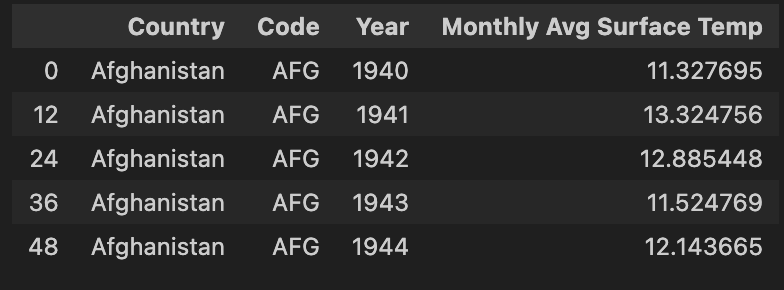 Country Code Year Monthly Avg Surface Temp
0 Afghanistan AFG 1940 11.327695
12 Afghanistan AFG 1941 13.324756
24 Afghanistan AFG 1942 12.885448
36 Afghanistan AFG 1943 11.524769
48 Afghanistan AFG 1944 12.143665